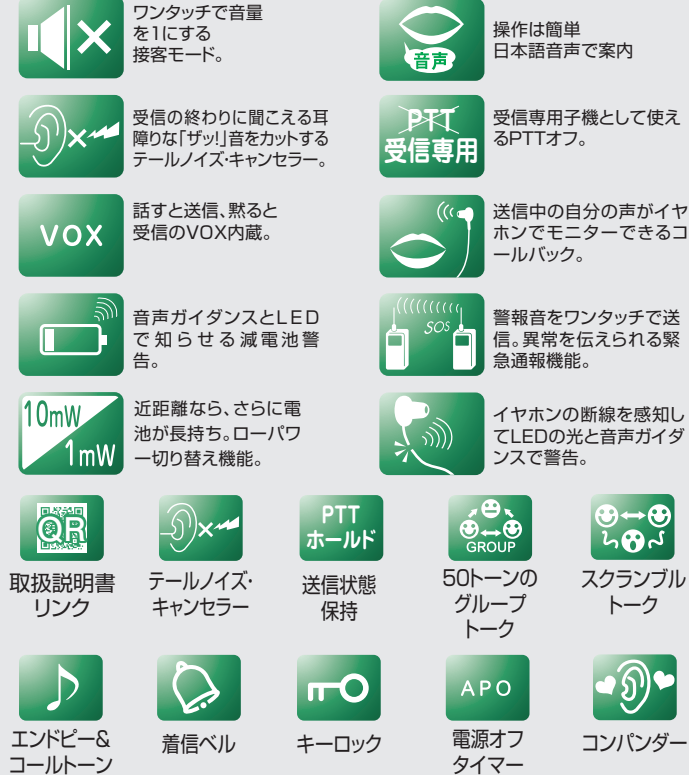 ワンタッチで音量
を1にする
接客モード。
音声
操作は簡単
日本語音声で案内
受信の終わりに聞こえる耳
障りな「ザッ!」音をカットする
テールノイズ・キャンセラー。
PTT
受信専用
受信専用子機として使え
るPTTオフ。
VOX
話すと送信、黙ると
受信のVOX内蔵。
送信中の自分の声がイヤ
ホンでモニターできるコ
ールバック。
音声ガイダンスとLED
で知らせる減電池警
告。
SOS
警報音をワンタッチで送
信。異常を伝えられる緊
急通報機能。
10mW
1mW
近距離なら、さらに電
池が長持ち。ローパワ
ー切り替え機能。
イヤホンの断線を感知し
てLEDの光と音声ガイダ
ンスで警告。
QR
取扱説明書
リンク
テールノイズ・
キャンセラー
PTT
ホールド
送信状態
保持
GROUP
50トーンの
グループ
トーク
スクランブル
トーク
エンドピー&
コールトーン
着信ベル
キーロック
APO
電源オフ
タイマー
コンパンダー